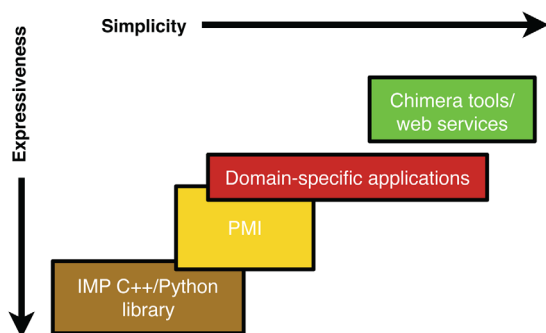 Simplicity
Expressiveness
Chimera tools/
web services
Domain-specific applications
PMI
IMP C++/Python
library